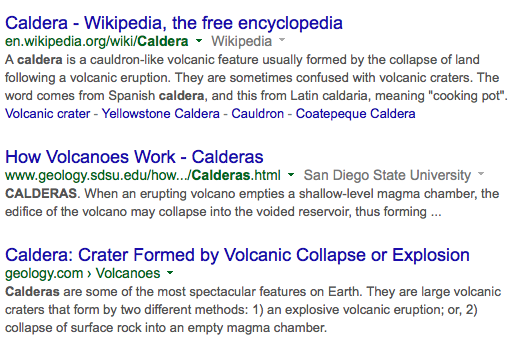 Caldera - Wikipedia, the free encyclopedia
en.wikipedia.org/wiki/Caldera Wikipedia
A caldera is a cauldron-like volcanic feature usually formed by the collapse of land
following a volcanic eruption. They are sometimes confused with volcanic craters. The
word comes from Spanish caldera, and this from Latin caldaria, meaning "cooking pot".
Volcanic crater - Yellowstone Caldera - Cauldron - Coatepeque Caldera
How Volcanoes Work - Calderas
www.geology.sdsu.edu/how.../Calderas.html San Diego State University
CALDERAS. When an erupting volcano empties a shallow-level magma chamber, the
edifice of the volcano may collapse into the voided reservoir, thus forming ...
Caldera: Crater Formed by Volcanic Collapse or Explosion
geology.com › Volcanoes
Calderas are some of the most spectacular features on Earth. They are large volcanic
craters that form by two different methods: 1) an explosive volcanic eruption; or, 2)
collapse of surface rock into an empty magma chamber.